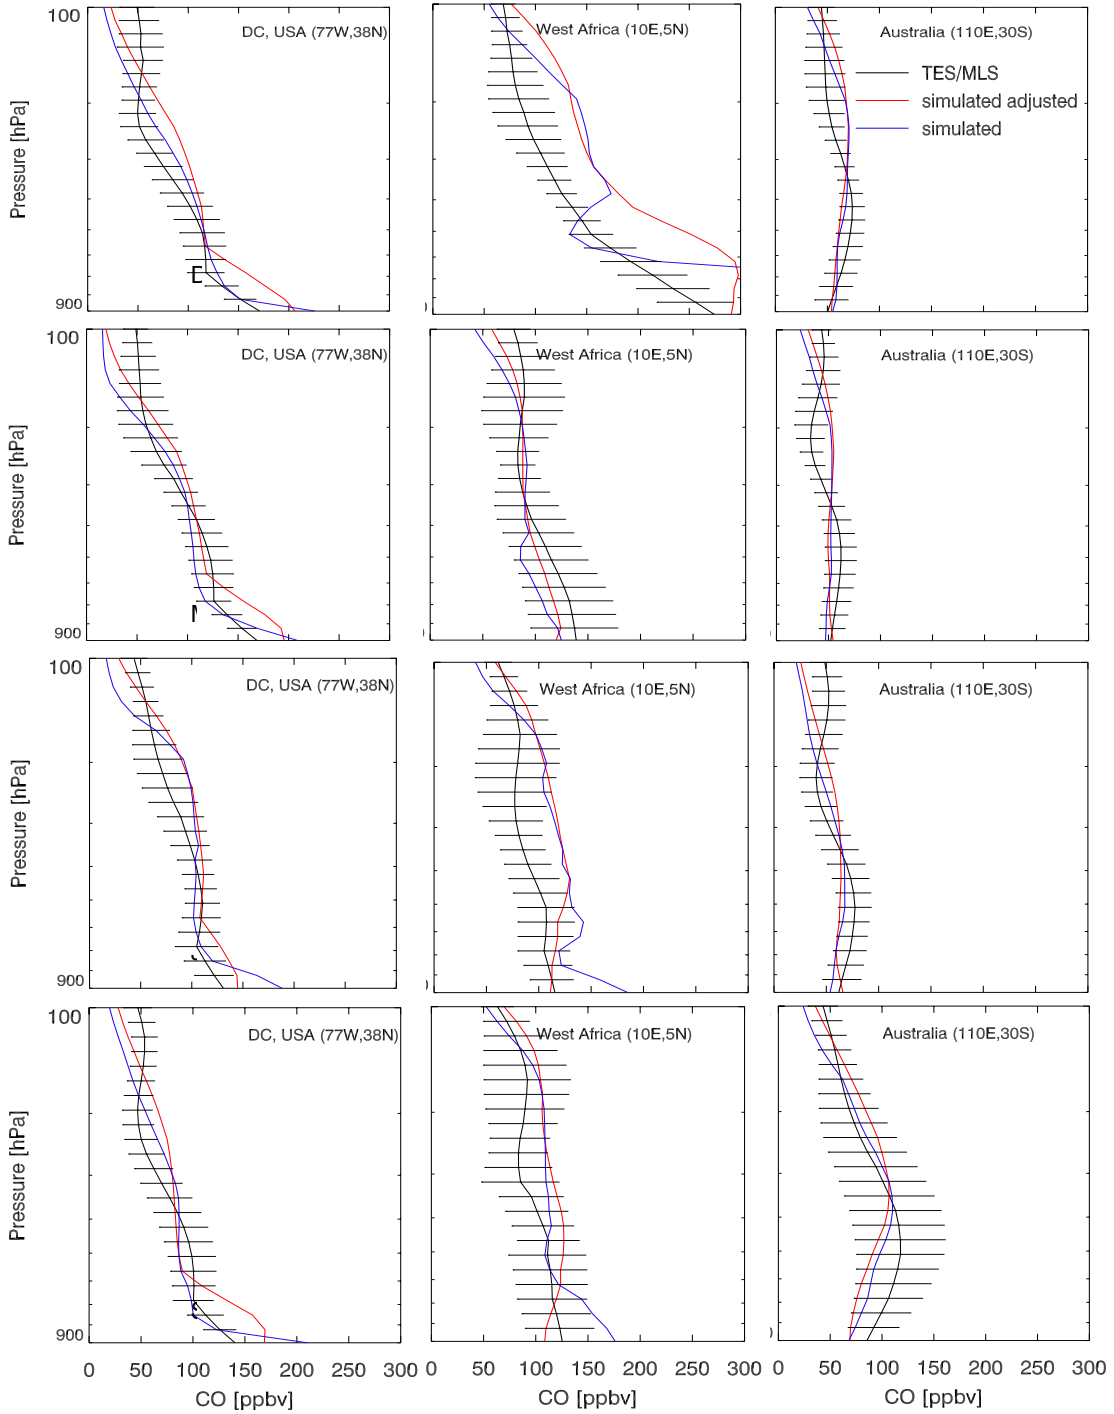 100
DC, USA (77W,38N)
West Africa (10E,5N)
Australia (110E,30S)
TES/MLS
simulated adjusted
simulated
Pressure [hPa]
900
100
DC, USA (77W,38N)
West Africa (10E,5N)
Australia (110E,30S)
Pressure [hPa]
900
100
DC, USA (77W,38N)
West Africa (10E,5N)
Australia (110E,30S)
Pressure [hPa]
900
100
DC, USA (77W,38N)
West Africa (10E,5N)
Australia (110E,30S)
Pressure [hPa]
900
0 50 100 150 200 250 300
0 50 100 150 200 250 300
0 50 100 150 200 250 300
CO [ppbv]
CO [ppbv]
CO [ppbv]